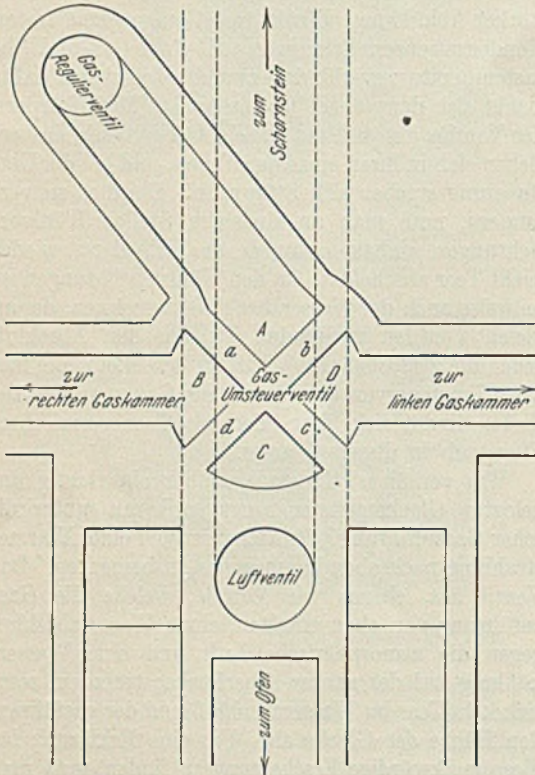 Gas-
Regulierventil
zum
Schornstein
A
a
b
B
D
Gas-
Umsteuerventil
zur
rechten Gaskammer
zur
linken Gaskammer
d
c
C
Luftventil
zum Ofen